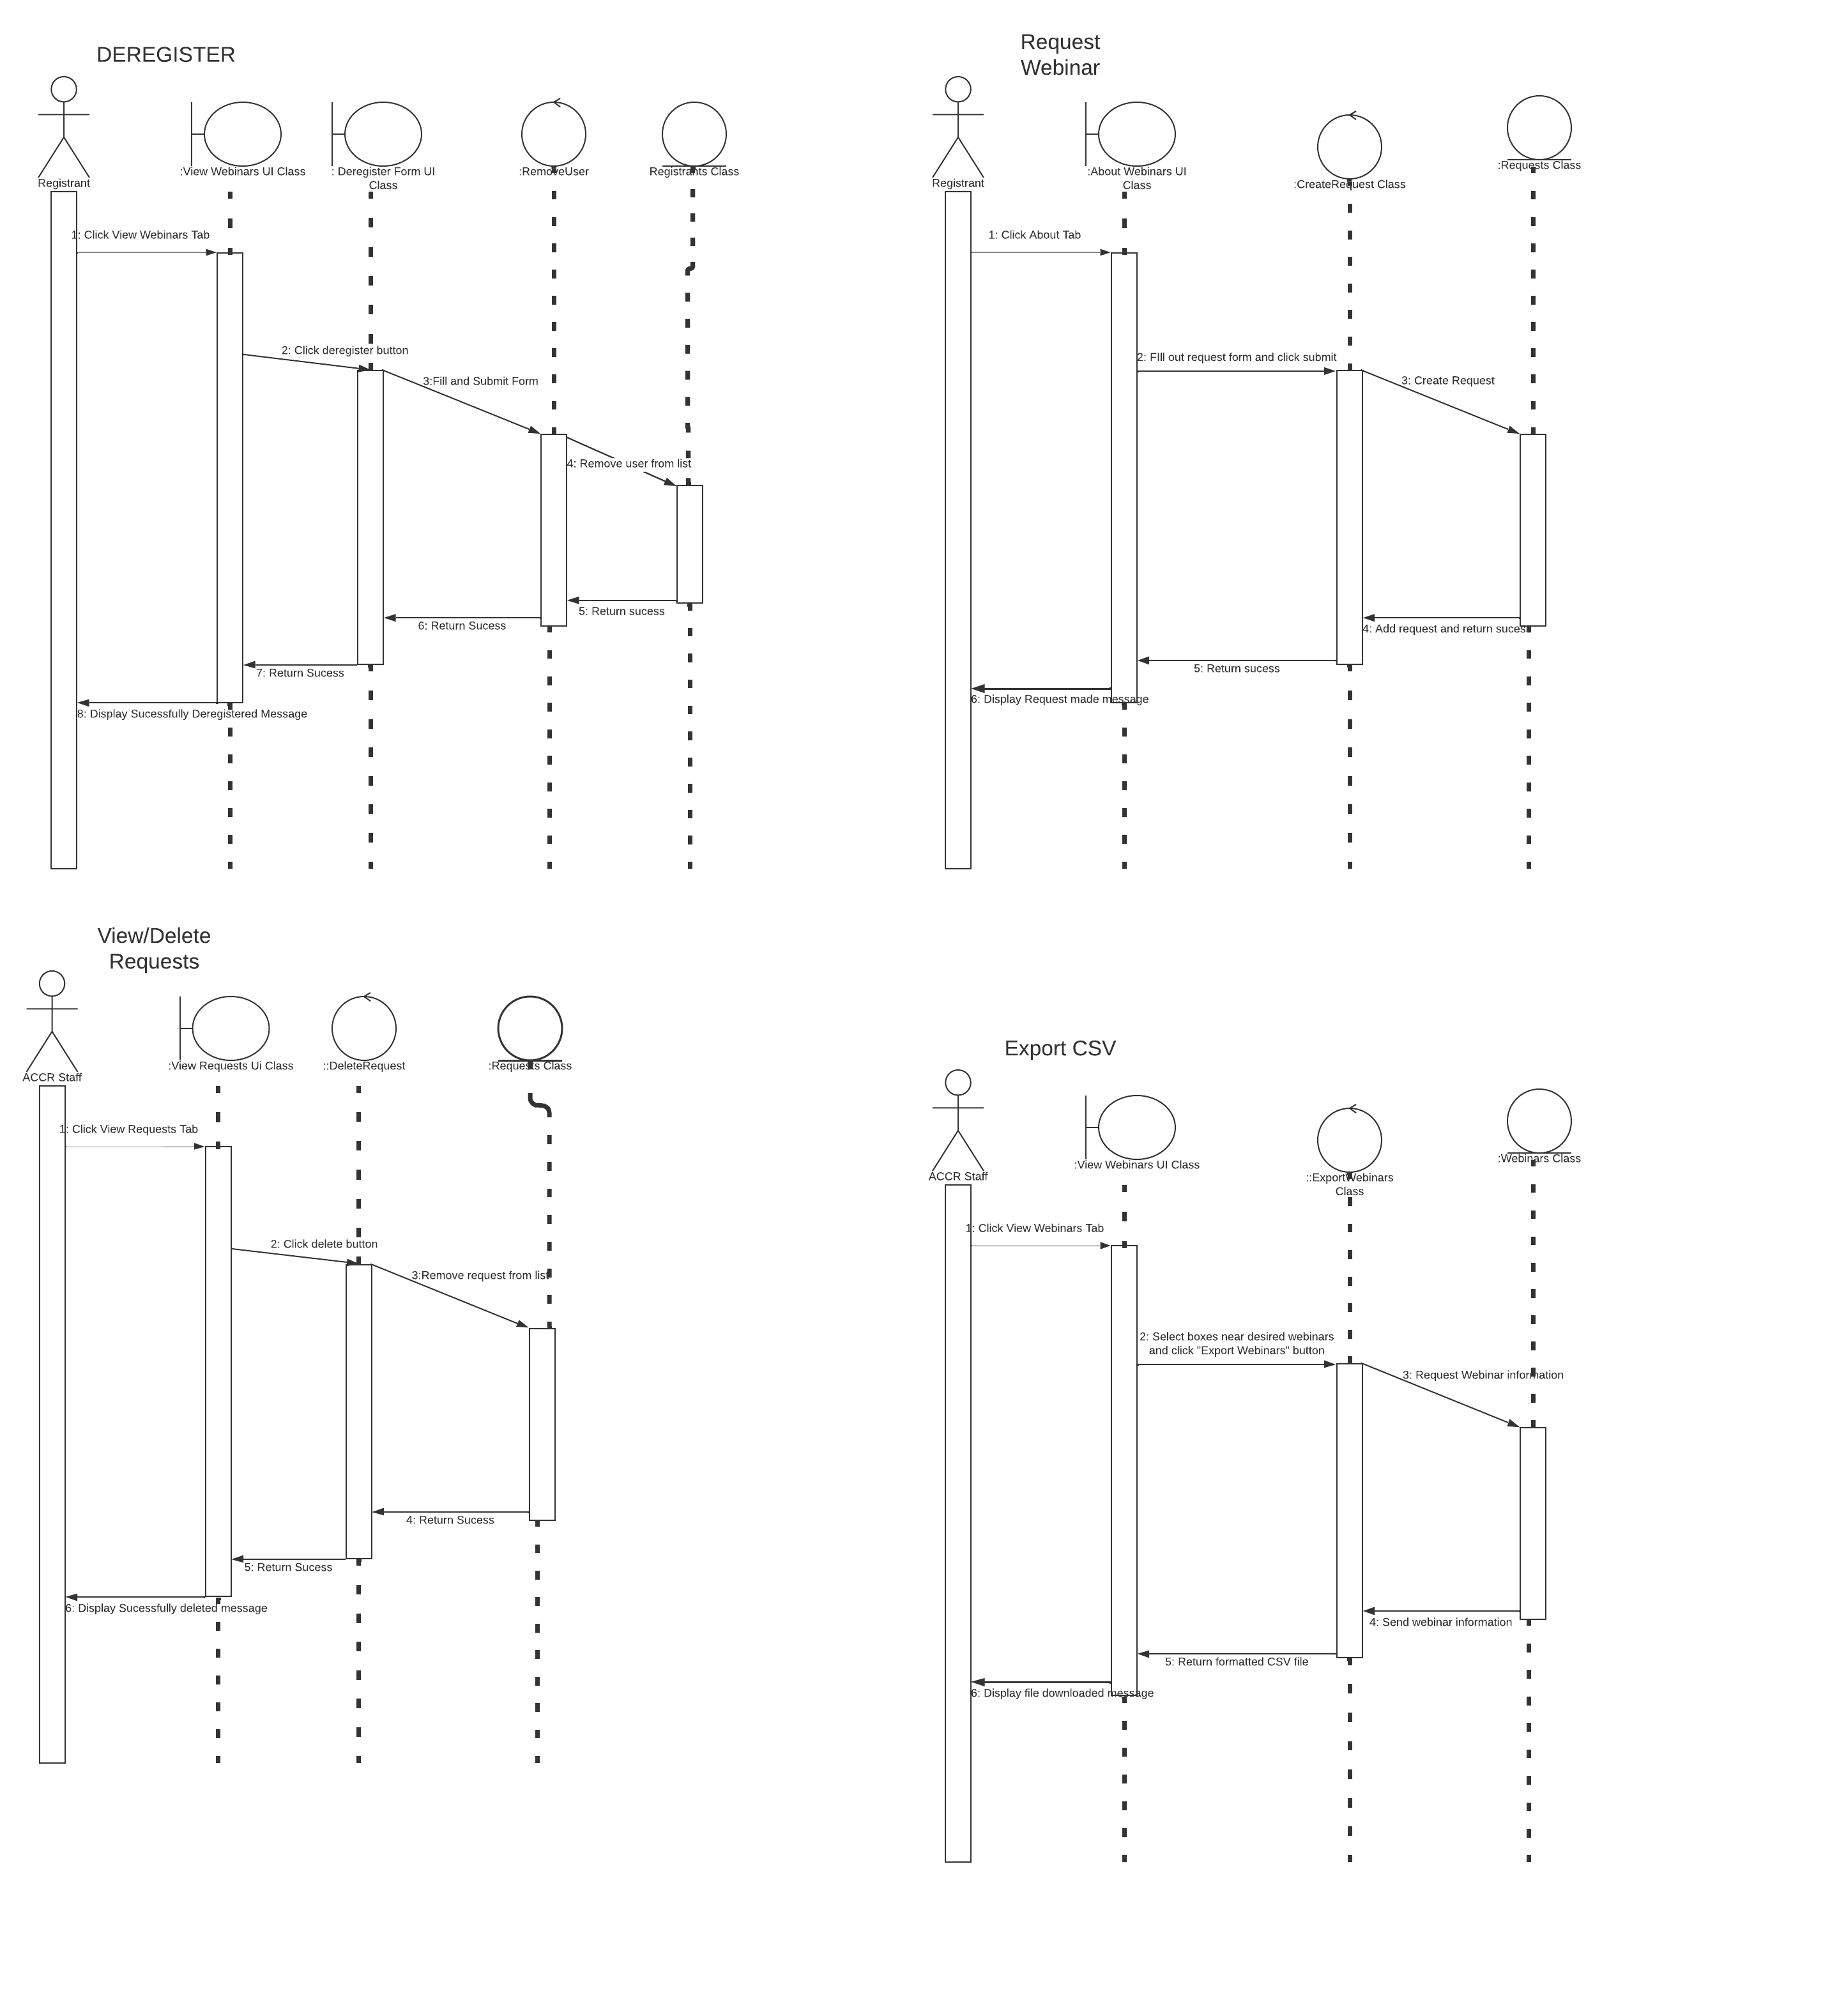 DEREGISTER
Registrant
:View Webinars UI Class
: Deregister Form UI
Class
:RemoveUser
Registrants Class
1: Click View Webinars Tab
2: Click deregister button
3:Fill and Submit Form
4: Remove user from list
5: Return sucess
6: Return Sucess
7: Return Sucess
8: Display Sucessfully Deregistered Message
Request
Webinar
Registrant
:About Webinars UI
Class
:CreateRequest Class
:Requests Class
1: Click About Tab
2: FIll out request form and click submit
3: Create Request
4: Add request and return sucess
5: Return sucess
6: Display Request made message
View/Delete
Requests
ACCR Staff
:View Requests Ui Class
::DeleteRequest
:Requests Class
1: Click View Requests Tab
2: Click delete button
3:Remove request from list
4: Return Sucess
5: Return Sucess
6: Display Sucessfully deleted message
Export CSV
ACCR Staff
:View Webinars UI Class
::ExportWebinars
Class
:Webinars Class
1: Click View Webinars Tab
2: Select boxes near desired webinars
and click "Export Webinars" button
3: Request Webinar information
4: Send webinar information
5: Return formatted CSV file
6: Display file downloaded message